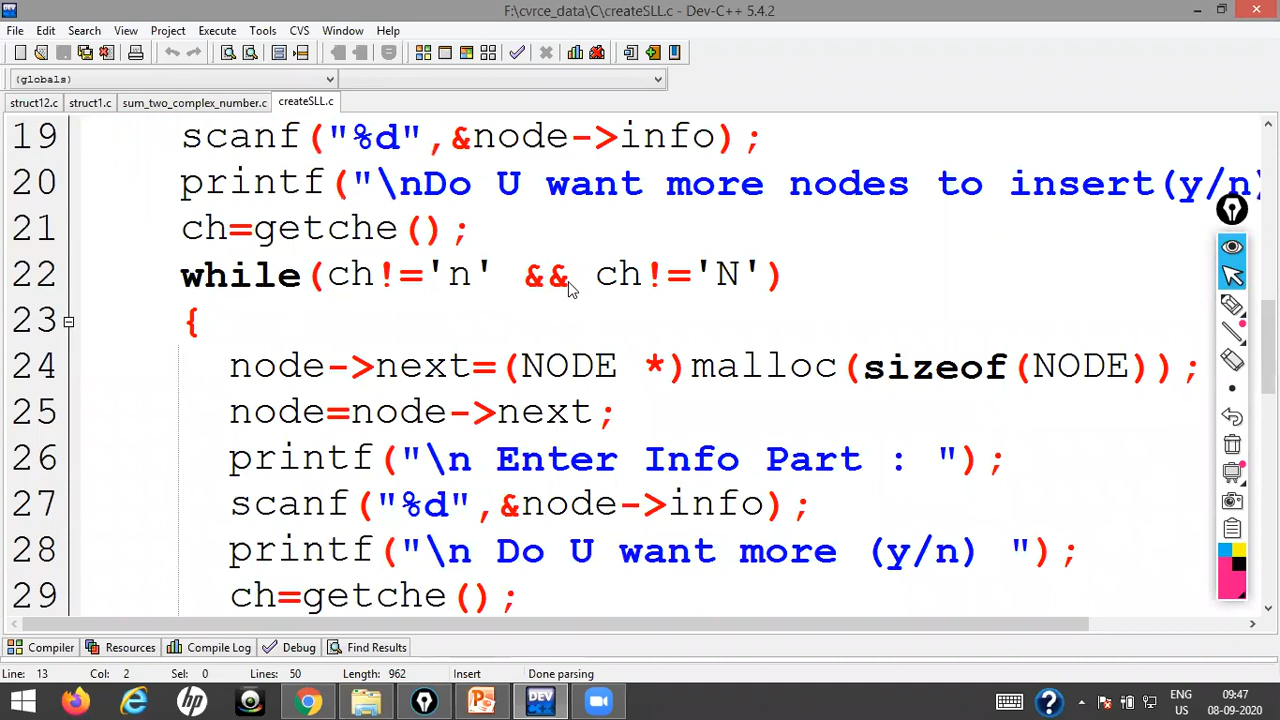 F:\cvrce_data\C\createSLL.c - Dev-C++ 5.4.2
File Edit Search View Project Execute Tools CVS Window Help
(globals)
struct12.c struct1.c sum_two_complex_number.c createSLL.c
19 scanf("%d",&node->info);
20 printf("\nDo U want more nodes to insert(y/n)
21 ch=getche();
22 while(ch!='n' && ch!='N')
23 {
24 node->next=(NODE *)malloc(sizeof(NODE));
25 node=node->next;
26 printf("\n Enter Info Part : ");
27 scanf("%d",&node->info);
28 printf("\n Do U want more (y/n) ");
29 ch=getche();
Compiler Resources Compile Log Debug Find Results
Line: 13 Col: 2 Sel: 0 Lines: 50 Length: 962 Insert Done parsing
hp DEV C++ ? ENG 09:47
US 08-09-2020